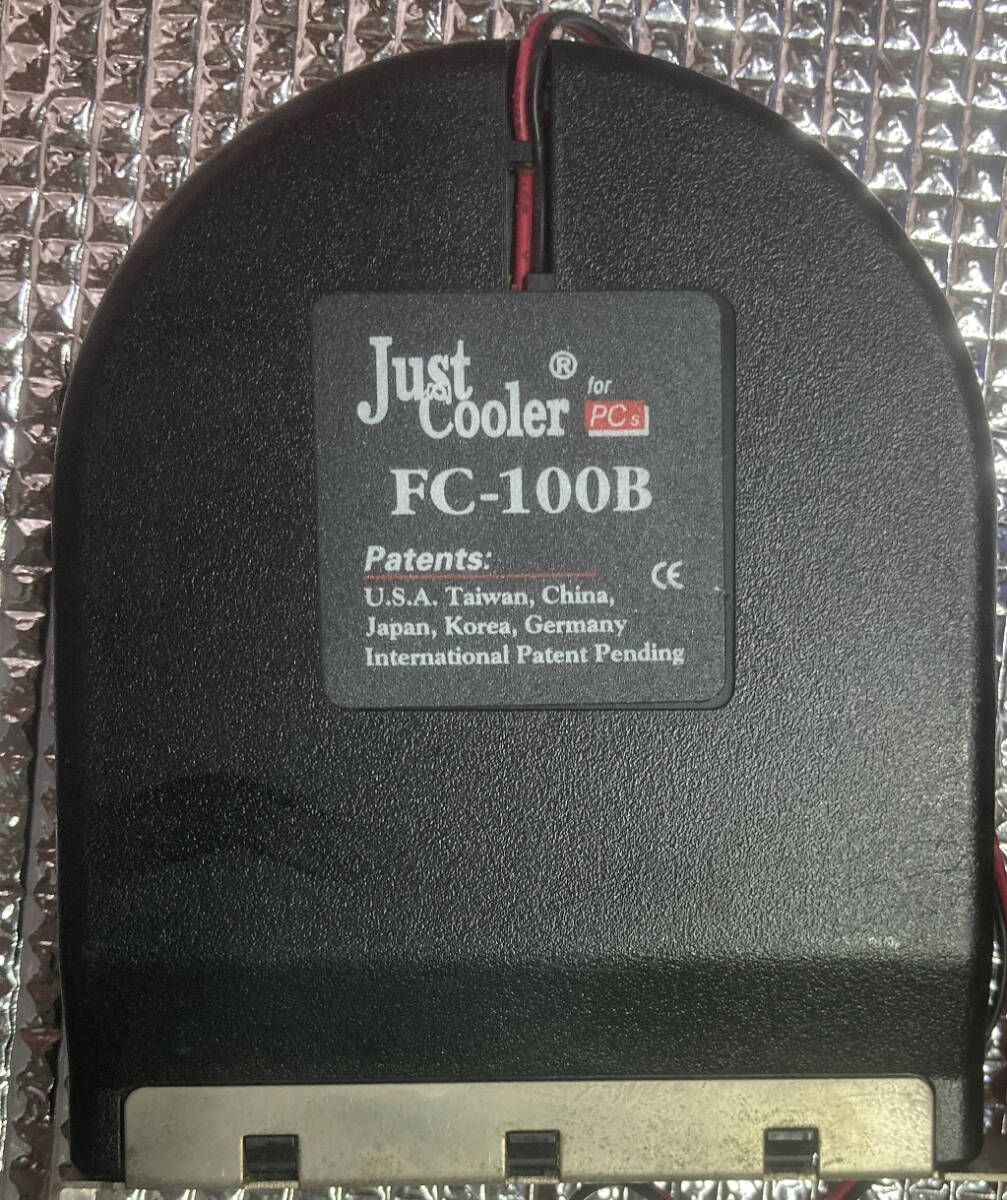 Just
Cooler® for
PCs
FC-100B
Patents:
CE
U.S.A. Taiwan, China,
Japan, Korea, Germany
International Patent Pending